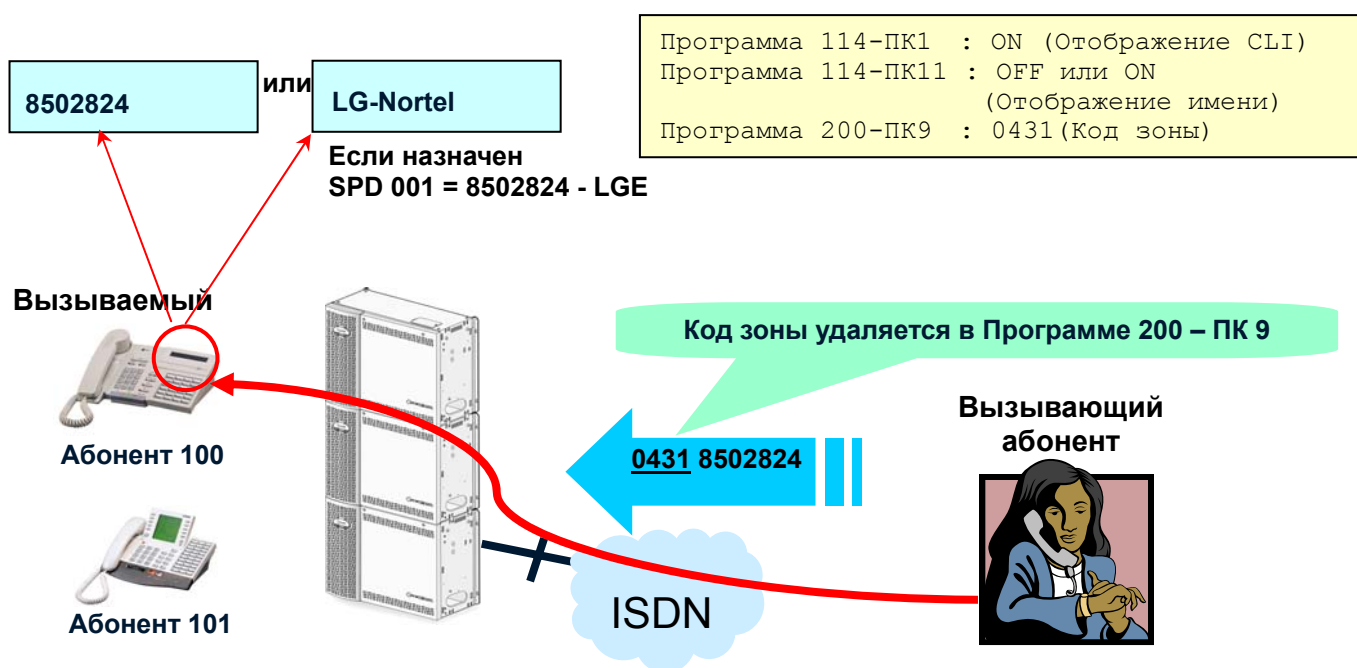 Программа 114-ПК1 : ON (Отображение CLI)
Программа 114-ПК11 : OFF или ON
(Отображение имени)
Программа 200-ПК9 : 0431(Код зоны)
8502824
или
LG-Nortel
Если назначен
SPD 001 = 8502824 - LGE
Вызываемый
Код зоны удаляется в Программе 200 – ПК 9
Вызывающий
абонент
0431 8502824
Абонент 100
ISDN
Абонент 101